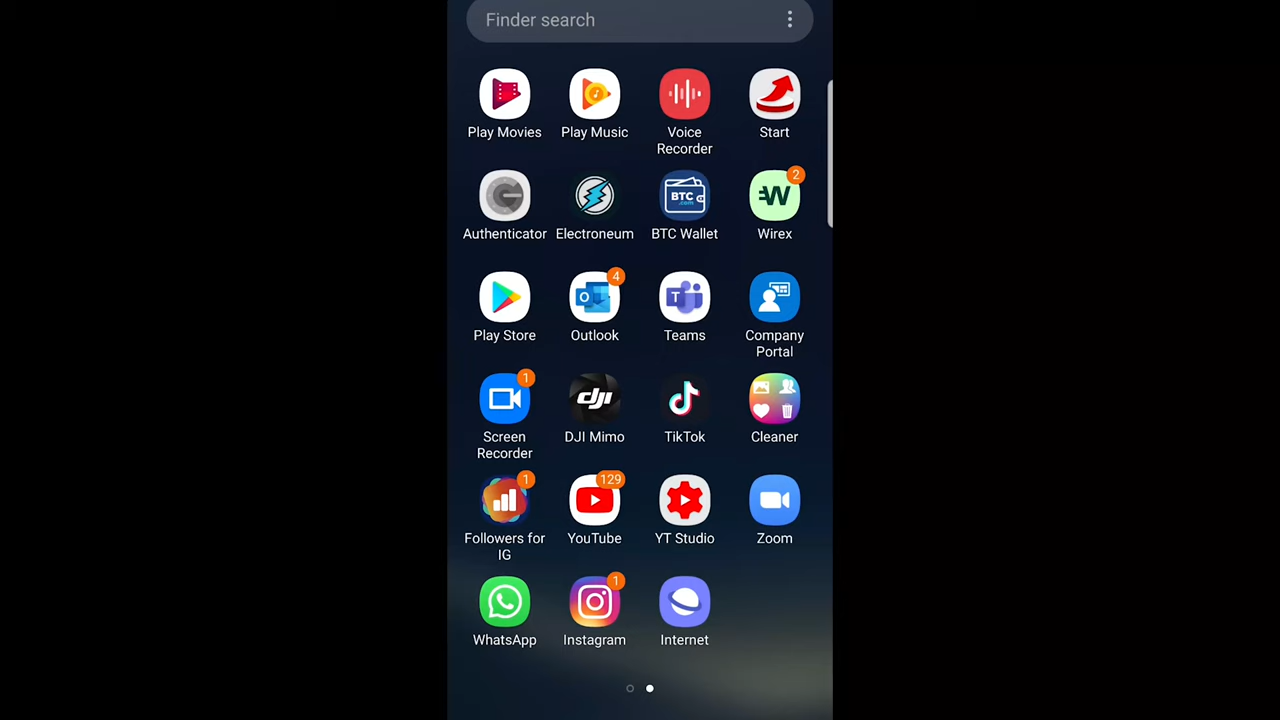 Finder search
Play Movies
Play Music
Voice
Recorder
Start
Authenticator
Electroneum
BTC
.com
BTC Wallet
2
W
Wirex
Play Store
4
O
Outlook
T
Teams
Company
Portal
1
Screen
Recorder
dji
DJI Mimo
TikTok
Cleaner
1
Followers for
IG
129
YouTube
YT Studio
Zoom
WhatsApp
1
Instagram
Internet